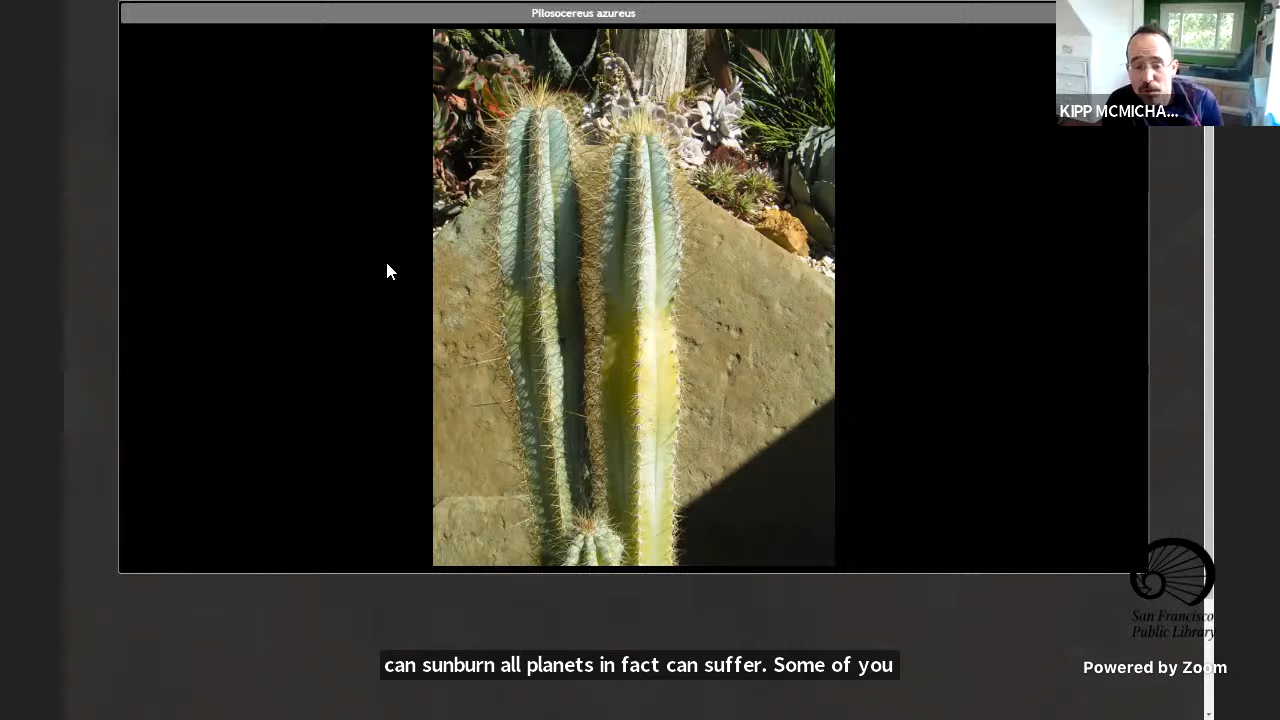 Pilosocereus azureus
KIPP MCMICHA...
San Francisco
Public Library
can sunburn all planets in fact can suffer. Some of you
Powered by Zoom